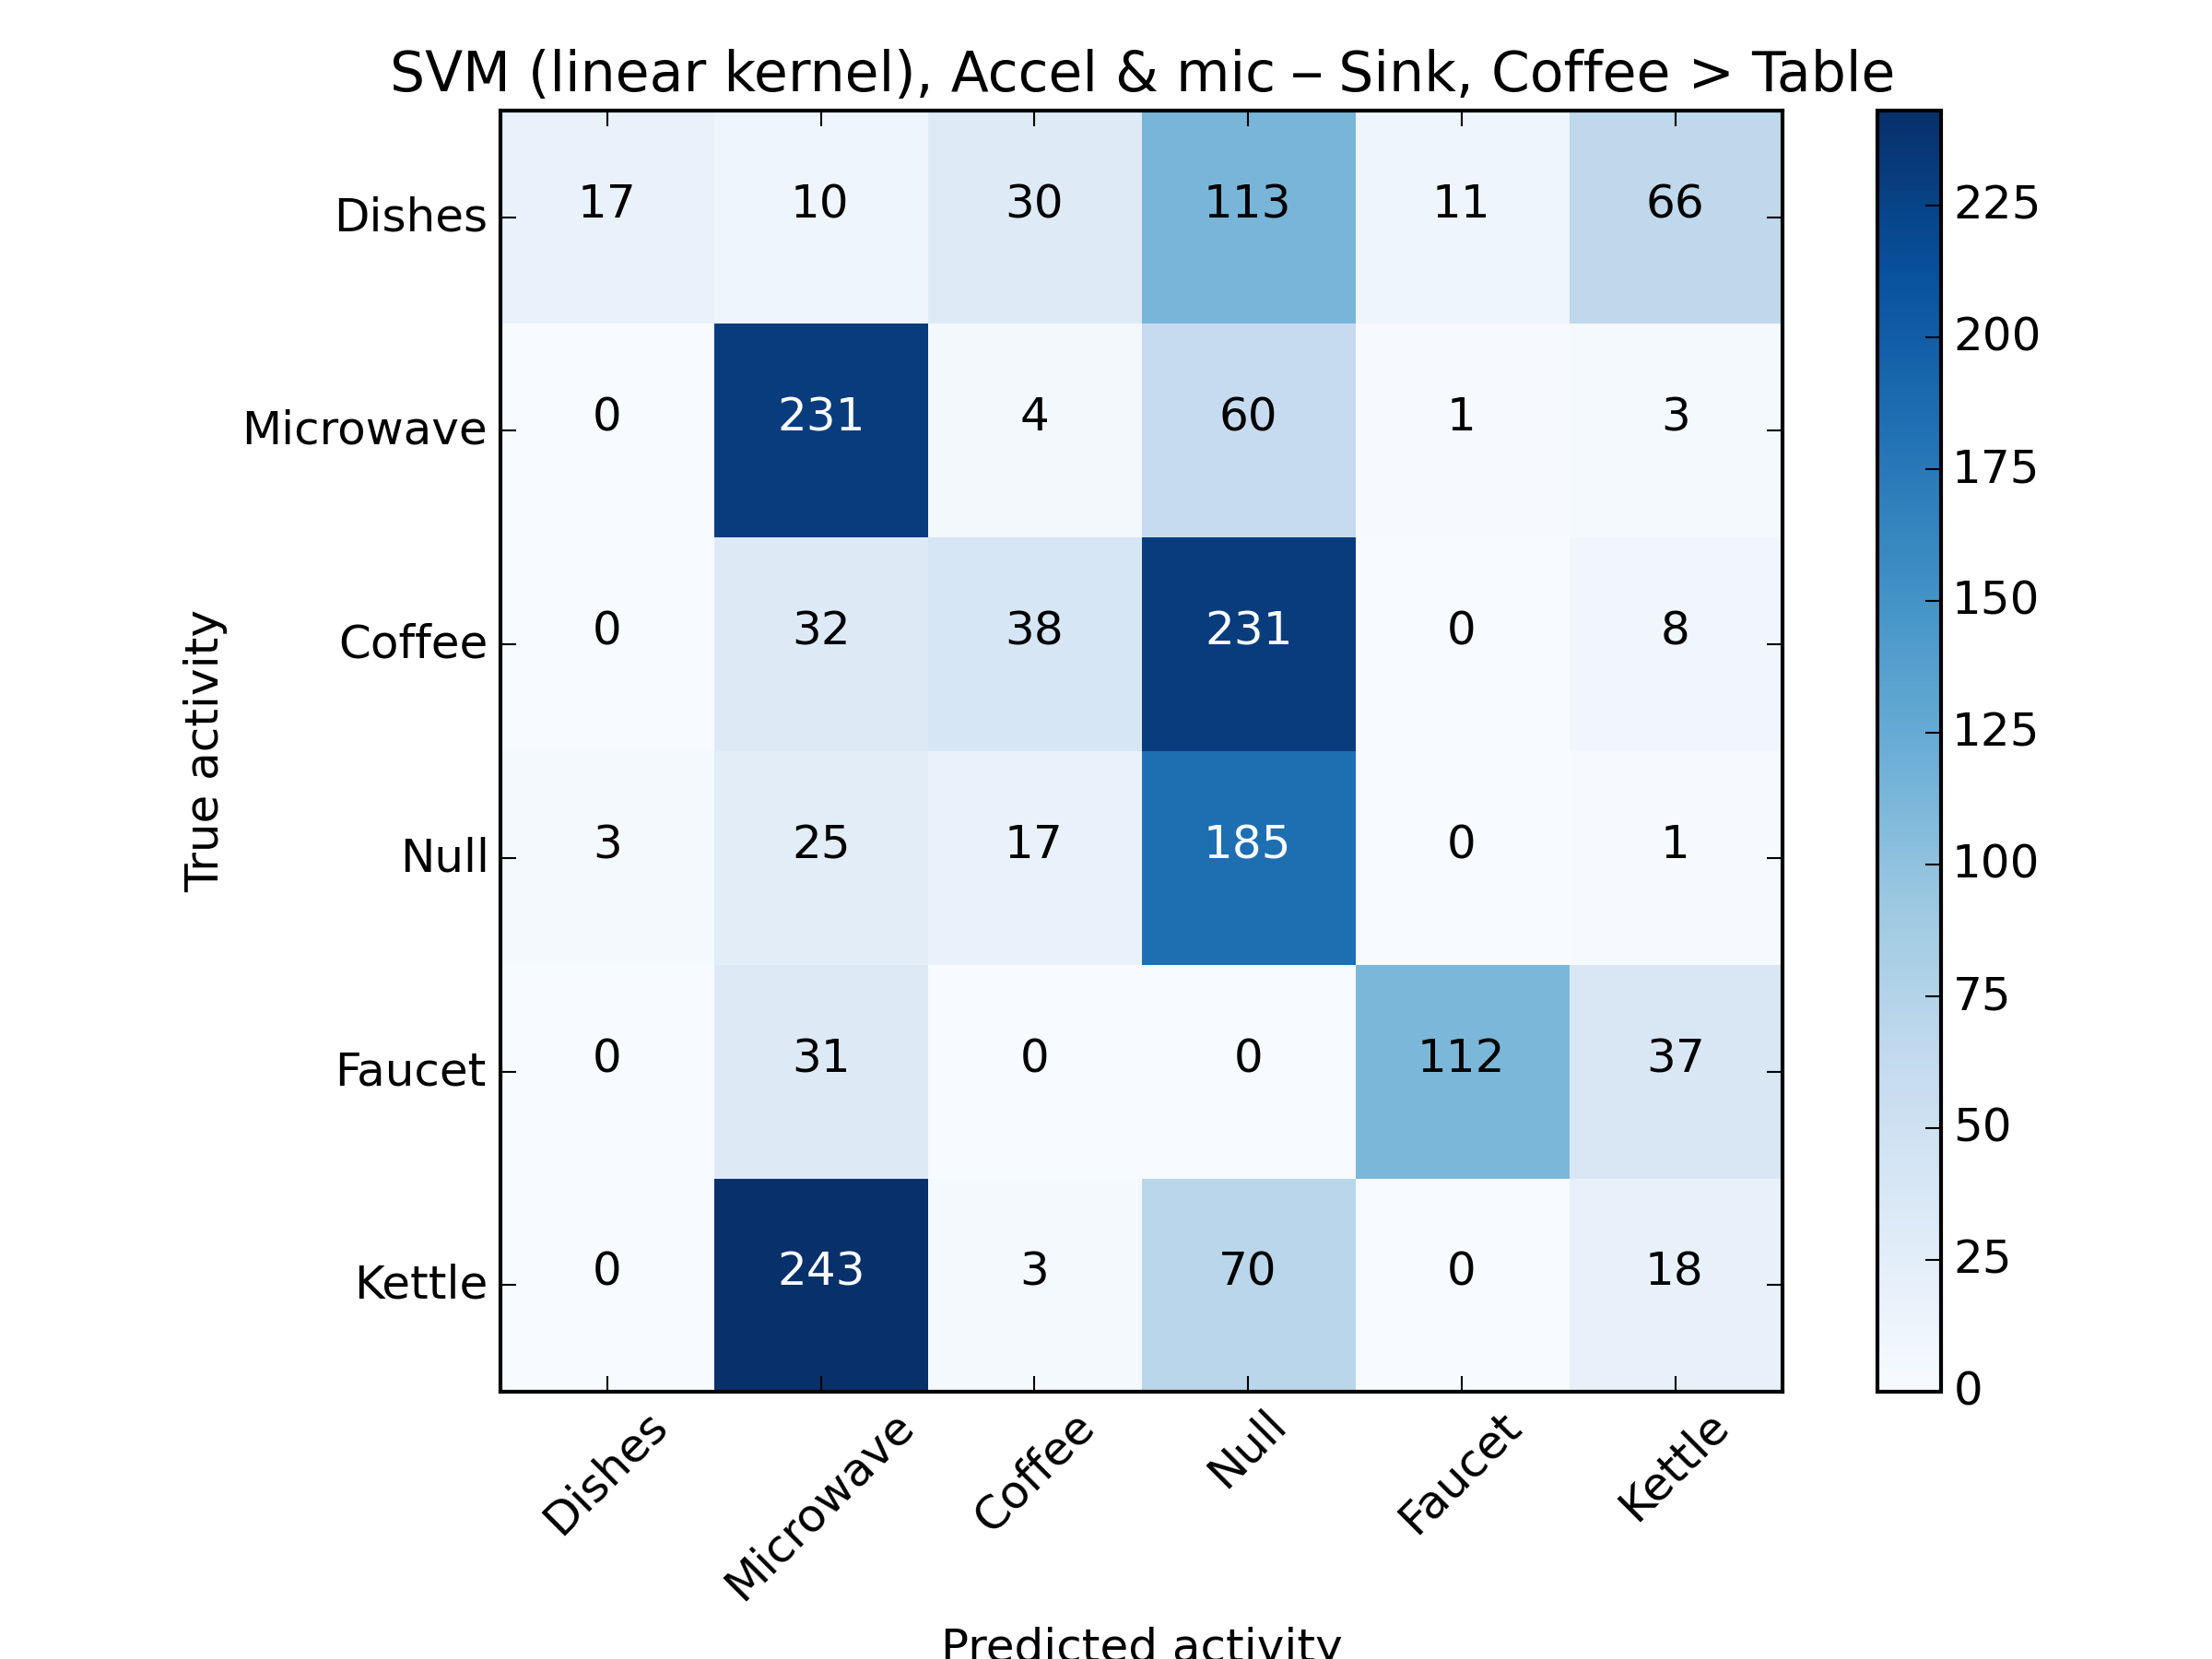 SVM (linear kernel), Accel & mic – Sink, Coffee > Table
Dishes 17 10 30 113 11 66
Microwave 0 231 4 60 1 3
Coffee 0 32 38 231 0 8
Null 3 25 17 185 0 1
Faucet 0 31 0 0 112 37
Kettle 0 243 3 70 0 18
True activity
Dishes Microwave Coffee Null Faucet Kettle
Predicted activity
225
200
175
150
125
100
75
50
25
0